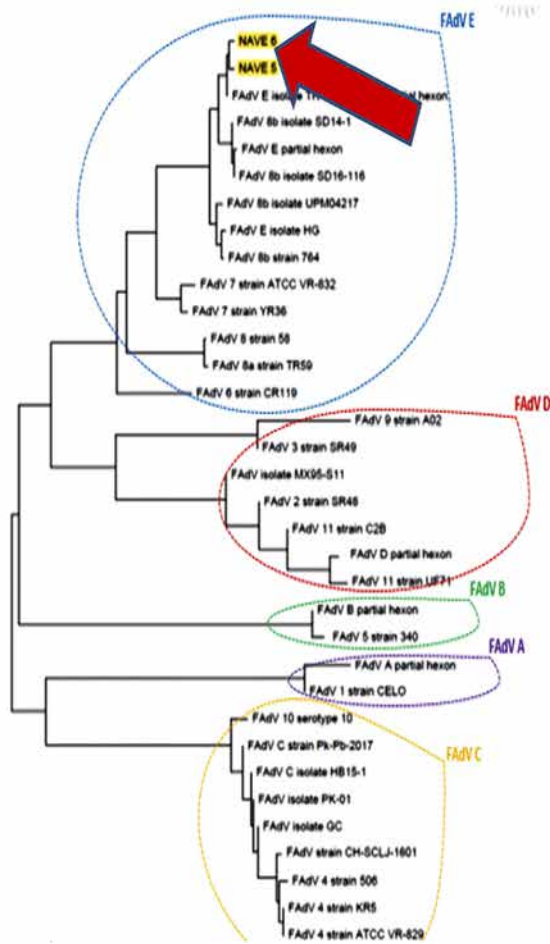 FAdV E
NAVE 6
NAVE 5
FAdV E isolate partial hexon
FAdV 8b isolate SD14-1
FAdV E partial hexon
FAdV 8b isolate SD16-116
FAdV 8b isolate UPM04217
FAdV E isolate HG
FAdV 8b strain 764
FAdV 7 strain ATCC VR-832
FAdV 7 strain YR36
FAdV 8 strain 58
FAdV 8a strain TR59
FAdV 6 strain CR119
FAdV D
FAdV 9 strain A02
FAdV 3 strain SR49
FAdV isolate MX95-S11
FAdV 2 strain SR48
FAdV 11 strain C2B
FAdV D partial hexon
FAdV 11 strain UF71
FAdV B
FAdV B partial hexon
FAdV 5 strain 340
FAdV A
FAdV A partial hexon
FAdV 1 strain CELO
FAdV 10 serotype 10
FAdV C
FAdV C strain Pk-Pb-2017
FAdV C isolate HB15-1
FAdV isolate PK-01
FAdV isolate GC
FAdV strain CH-SCLJ-1601
FAdV 4 strain 506
FAdV 4 strain KR5
FAdV 4 strain ATCC VR-829